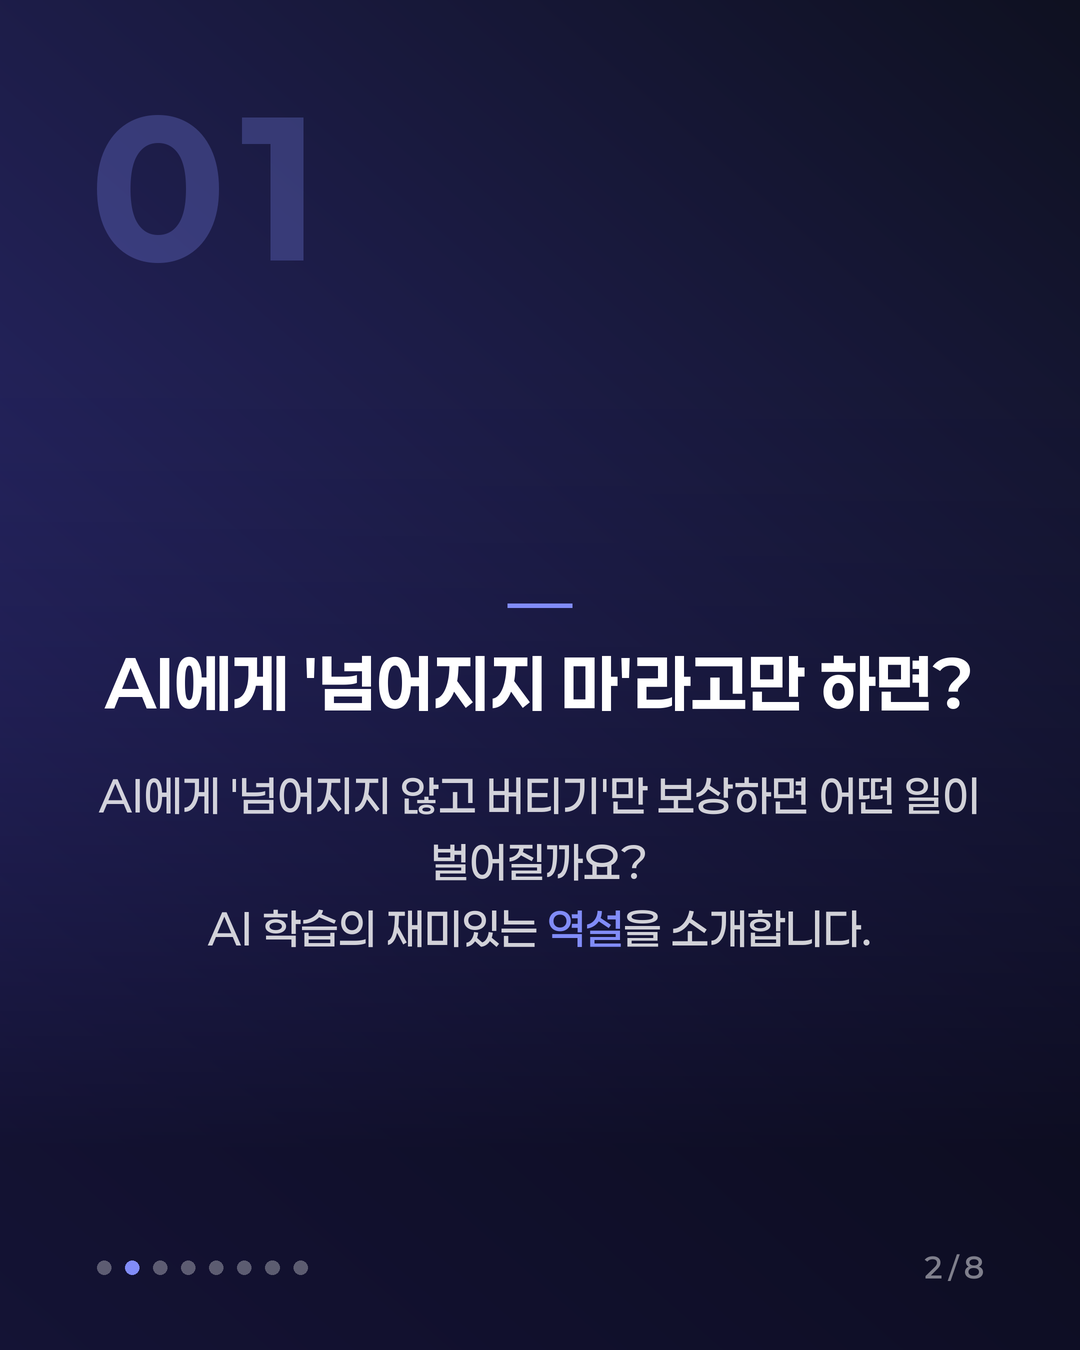 01
AI에게 '넘어지지 마'라고만 하면?
AI에게 '넘어지지 않고 버티기'만 보상하면 어떤 일이
벌어질까요?
AI 학습의 재미있는 역설을 소개합니다.
2/8